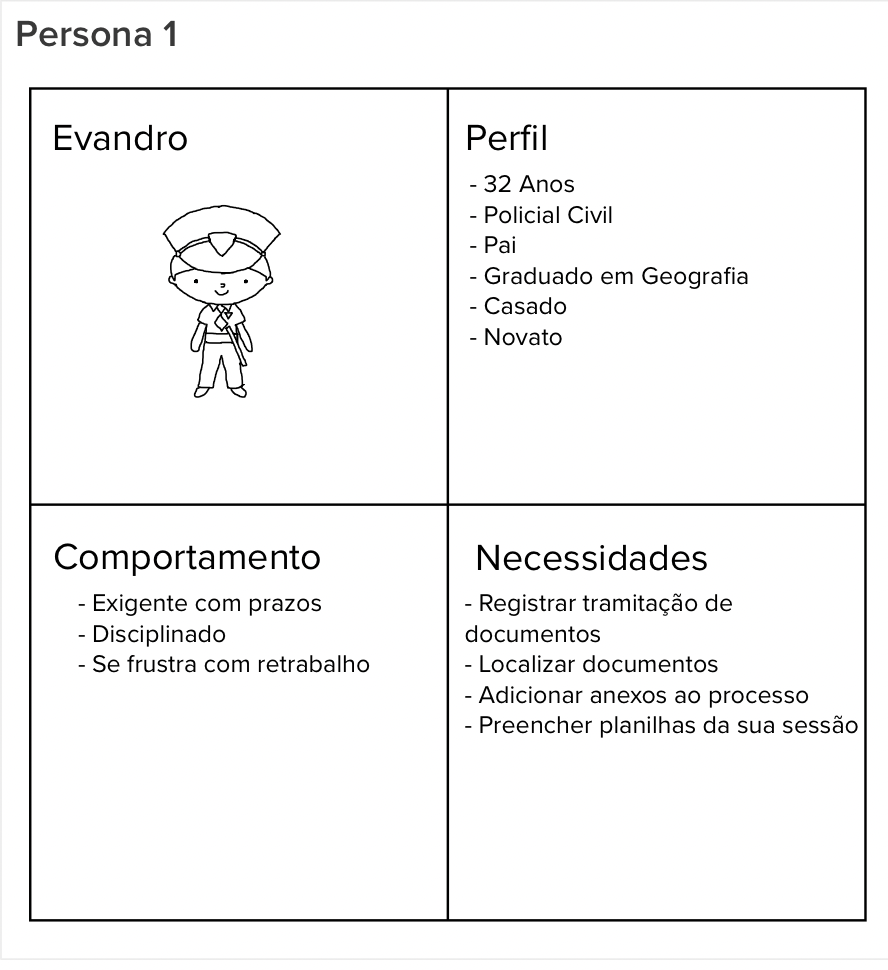 Persona 1
Evandro
Perfil
- 32 Anos
- Policial Civil
- Pai
- Graduado em Geografia
- Casado
- Novato
Comportamento
- Exigente com prazos
- Disciplinado
- Se frustra com retrabalho
Necessidades
- Registrar tramitação de
documentos
- Localizar documentos
- Adicionar anexos ao processo
- Preencher planilhas da sua sessão